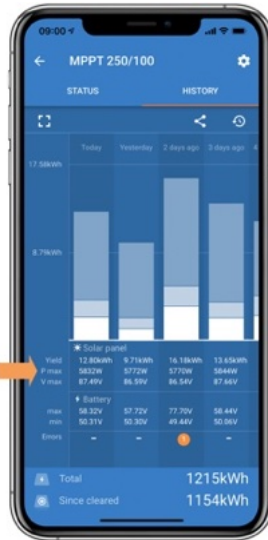 09:00
MPPT 250/100
STATUS HISTORY
Today Yesterday 2 days ago 3 days ago 4
17.58kWh
8.79kWh
Solar panel
Yield 12.80kWh 9.71kWh 16.18kWh 13.65kWh
P max 5832W 5772W 5770W 5844W
V max 87.49V 86.59V 86.54V 87.66V
Battery
max 58.32V 57.72V 77.70V 58.44V
min 50.31V 50.30V 49.44V 50.06V
Errors - - 1 -
Total 1215kWh
Since cleared 1154kWh